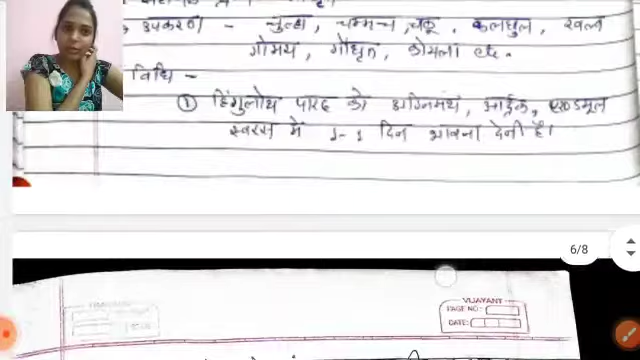 उपकरण - चुल्हा, चम्मच, चाकू, कलछुल, खल्व
गोमय, गोघृत, कोयला etc.
विधि -
① हिंगुलोथ पारद को अग्निमंथ, आर्द्रक, एरण्डमूल
स्वरस में 1-1 दिन भावना देनी है।
6/8
VIJAYANT
PAGE NO.:
DATE: